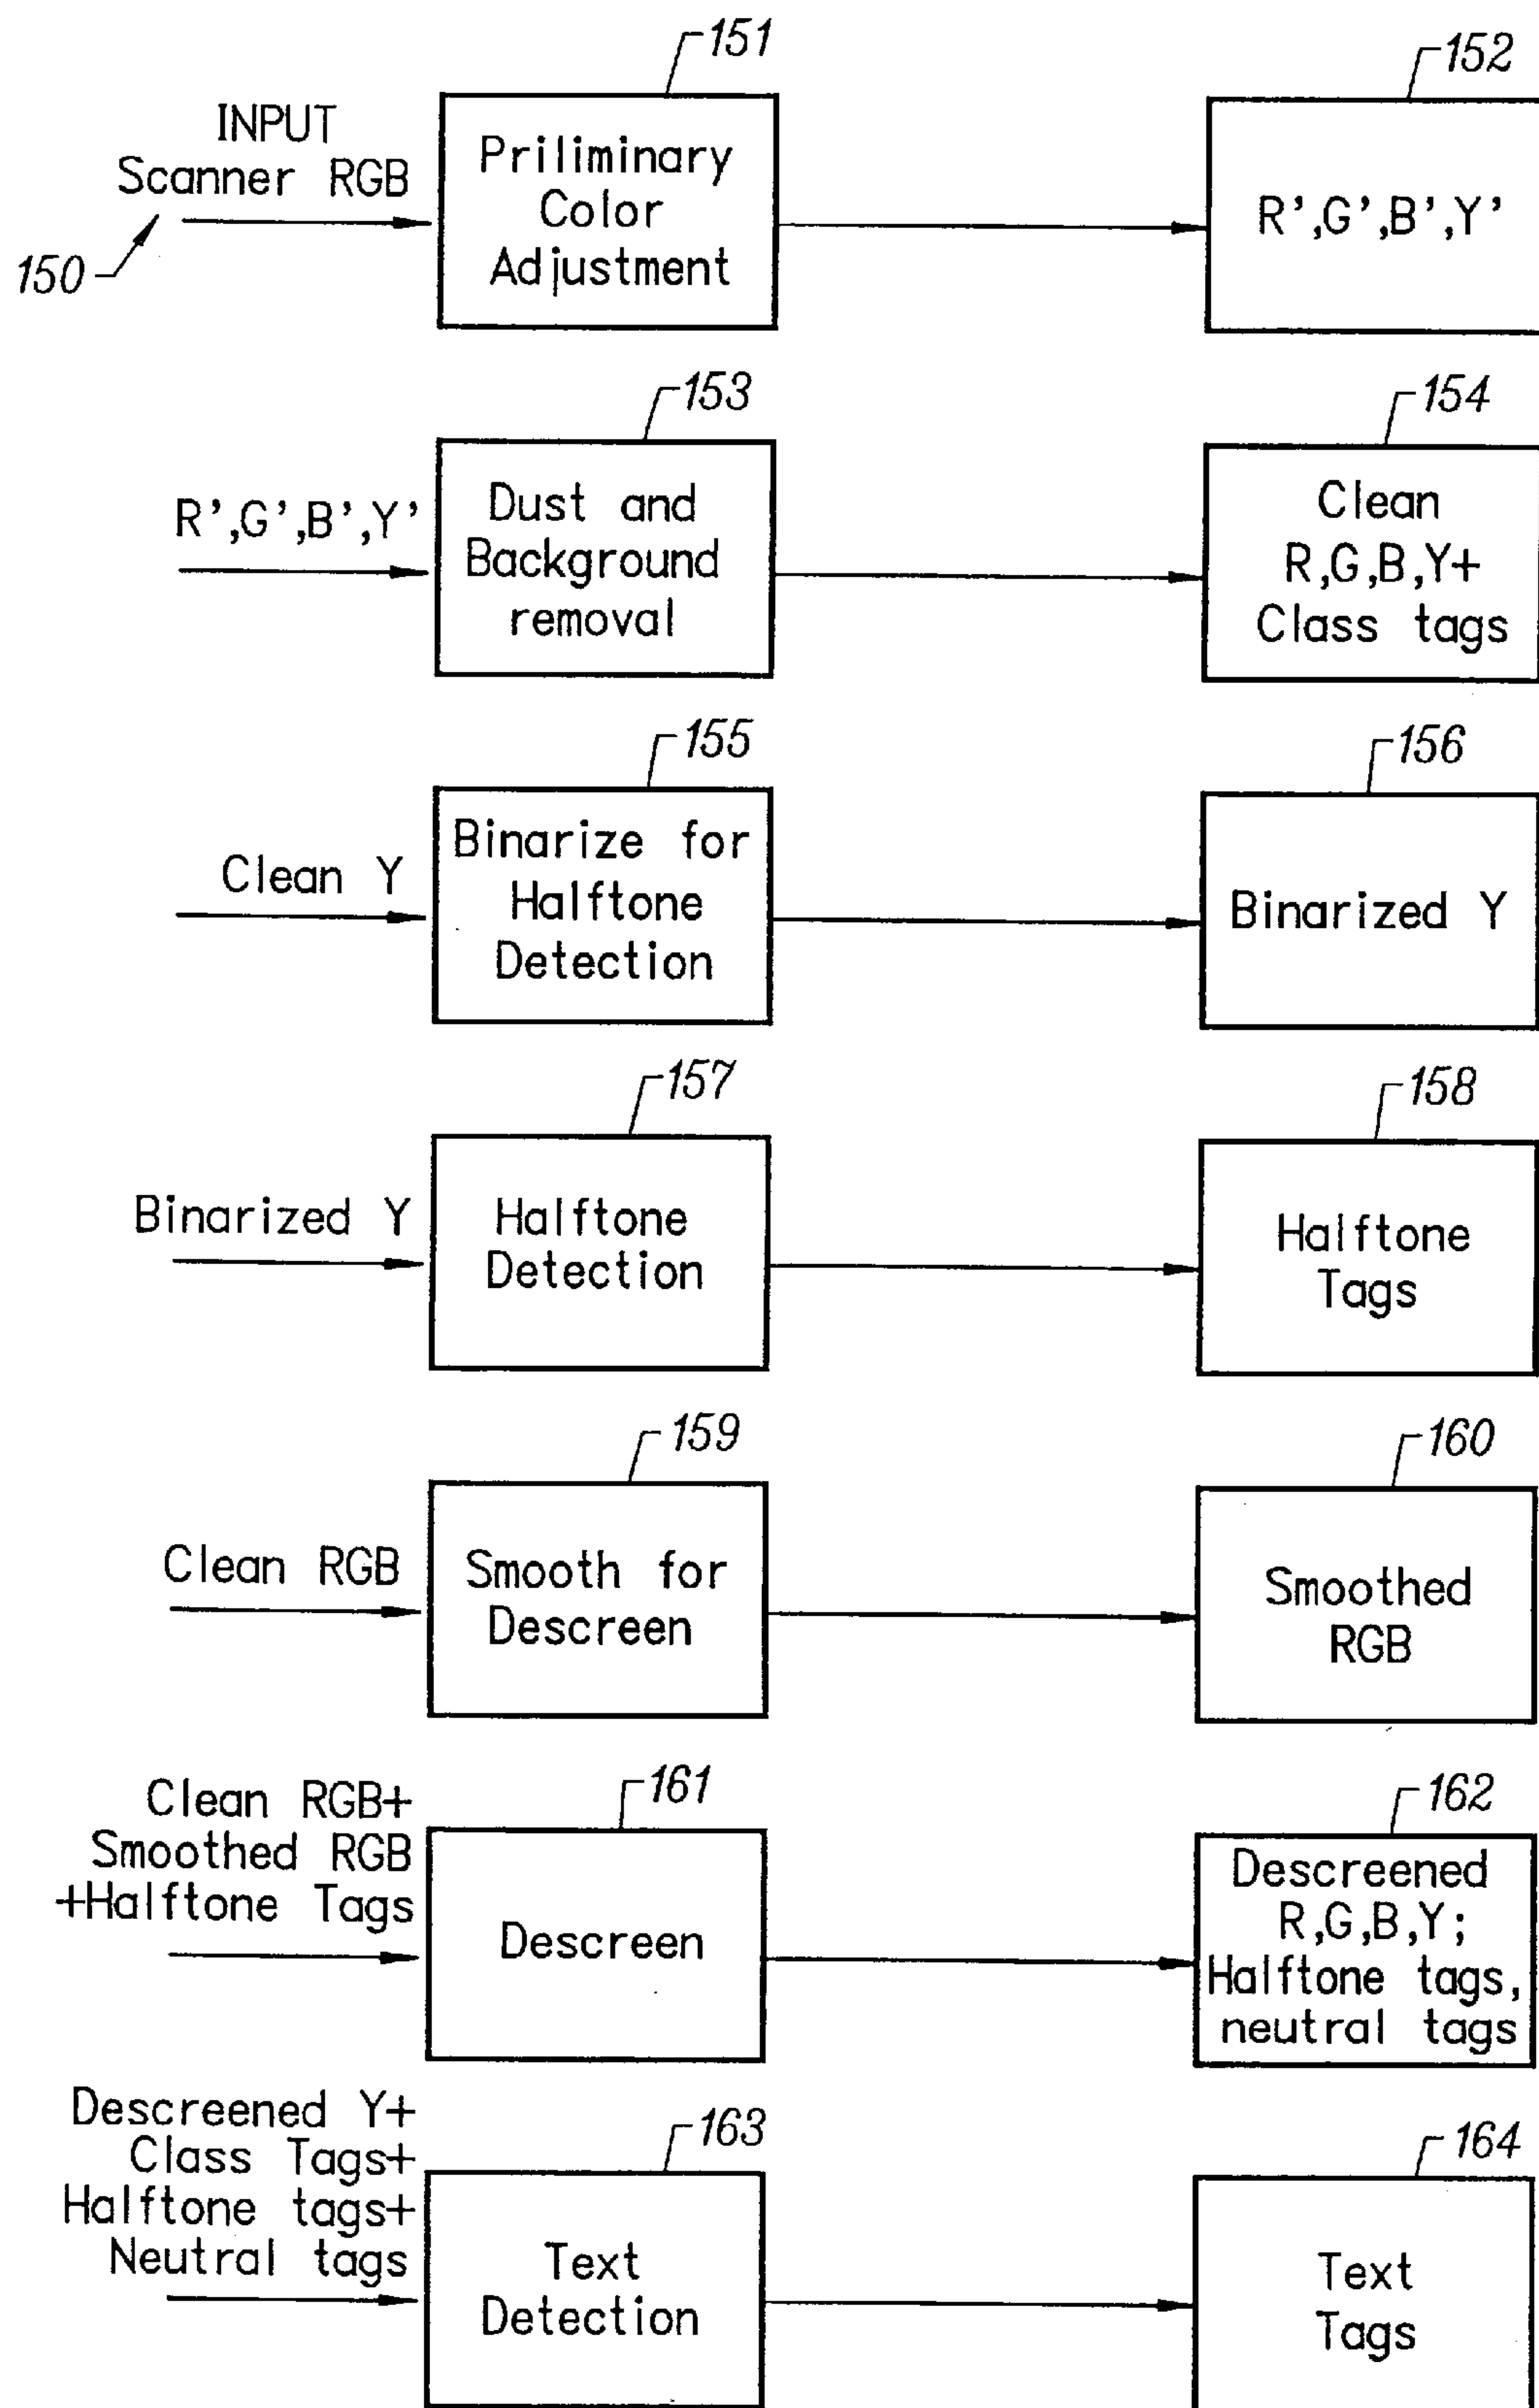 151
152
INPUT
Scanner RGB
150
Priliminary
Color
Adjustment
R',G',B',Y'
153
154
R',G',B',Y'
Dust and
Background
removal
Clean
R,G,B,Y+
Class tags
155
156
Clean Y
Binarize for
Halftone
Detection
Binarized Y
157
158
Binarized Y
Halftone
Detection
Halftone
Tags
159
160
Clean RGB
Smooth for
Descreen
Smoothed
RGB
161
162
Clean RGB+
Smoothed RGB
+Halftone Tags
Descreen
Descreened
R,G,B,Y;
Halftone tags,
neutral tags
163
164
Descreened Y+
Class Tags+
Halftone tags+
Neutral tags
Text
Detection
Text
Tags